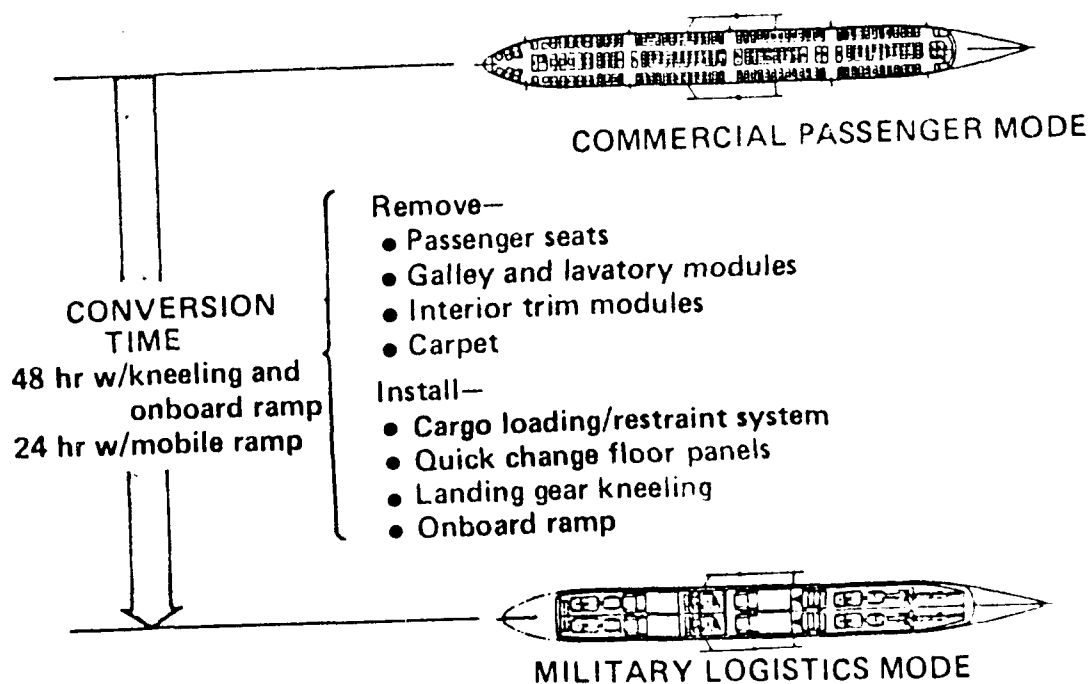 COMMERCIAL PASSENGER MODE
Remove—
● Passenger seats
● Galley and lavatory modules
● Interior trim modules
● Carpet
CONVERSION
TIME
48 hr w/kneeling and
onboard ramp
24 hr w/mobile ramp
Install—
● Cargo loading/restraint system
● Quick change floor panels
● Landing gear kneeling
● Onboard ramp
MILITARY LOGISTICS MODE